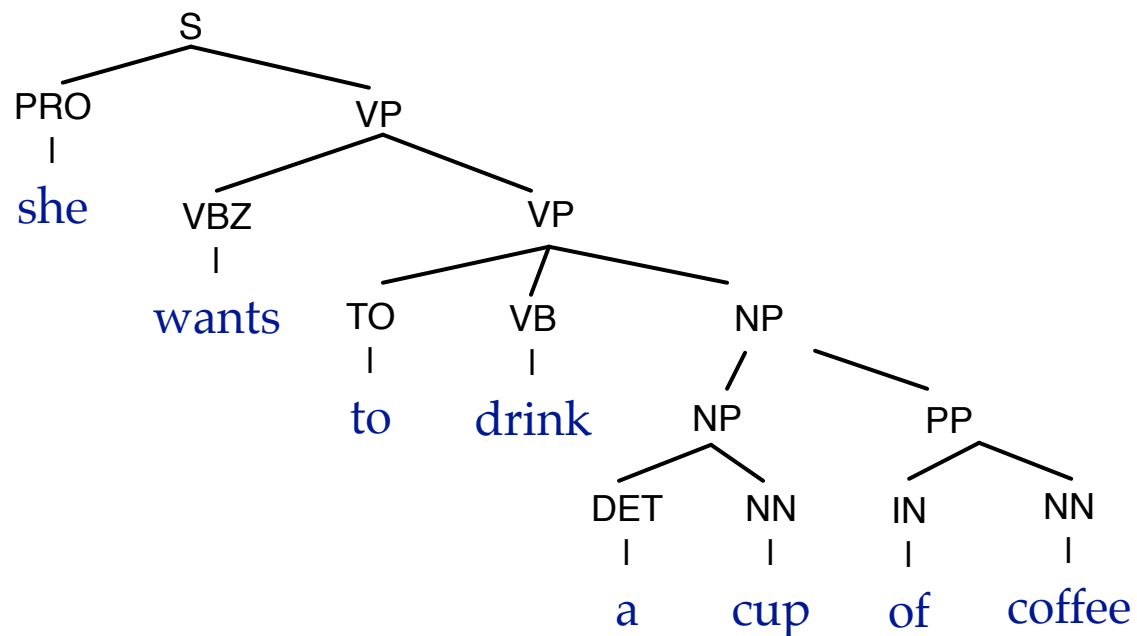 S
PRO VP
she VBZ VP
wants TO VB NP
to drink NP PP
DET NN IN NN
a cup of coffee